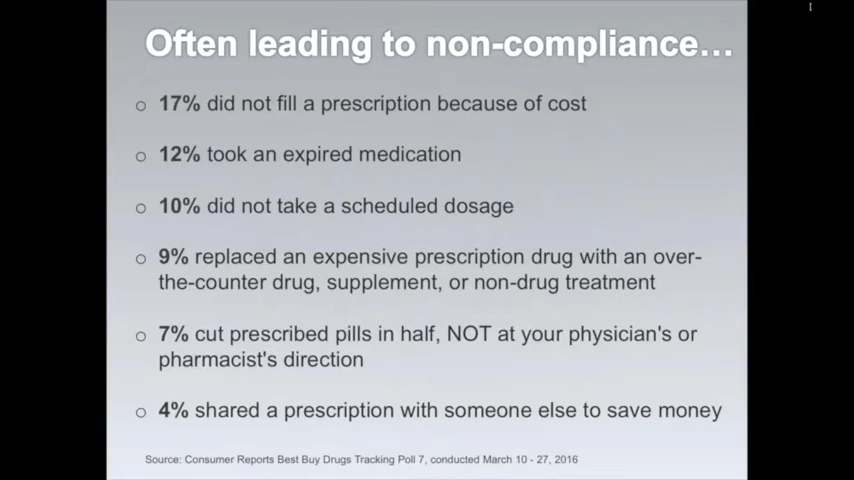 Often leading to non-compliance…
○ 17% did not fill a prescription because of cost
○ 12% took an expired medication
○ 10% did not take a scheduled dosage
○ 9% replaced an expensive prescription drug with an over-
the-counter drug, supplement, or non-drug treatment
○ 7% cut prescribed pills in half, NOT at your physician's or
pharmacist's direction
○ 4% shared a prescription with someone else to save money
Source: Consumer Reports Best Buy Drugs Tracking Poll 7, conducted March 10 - 27, 2016